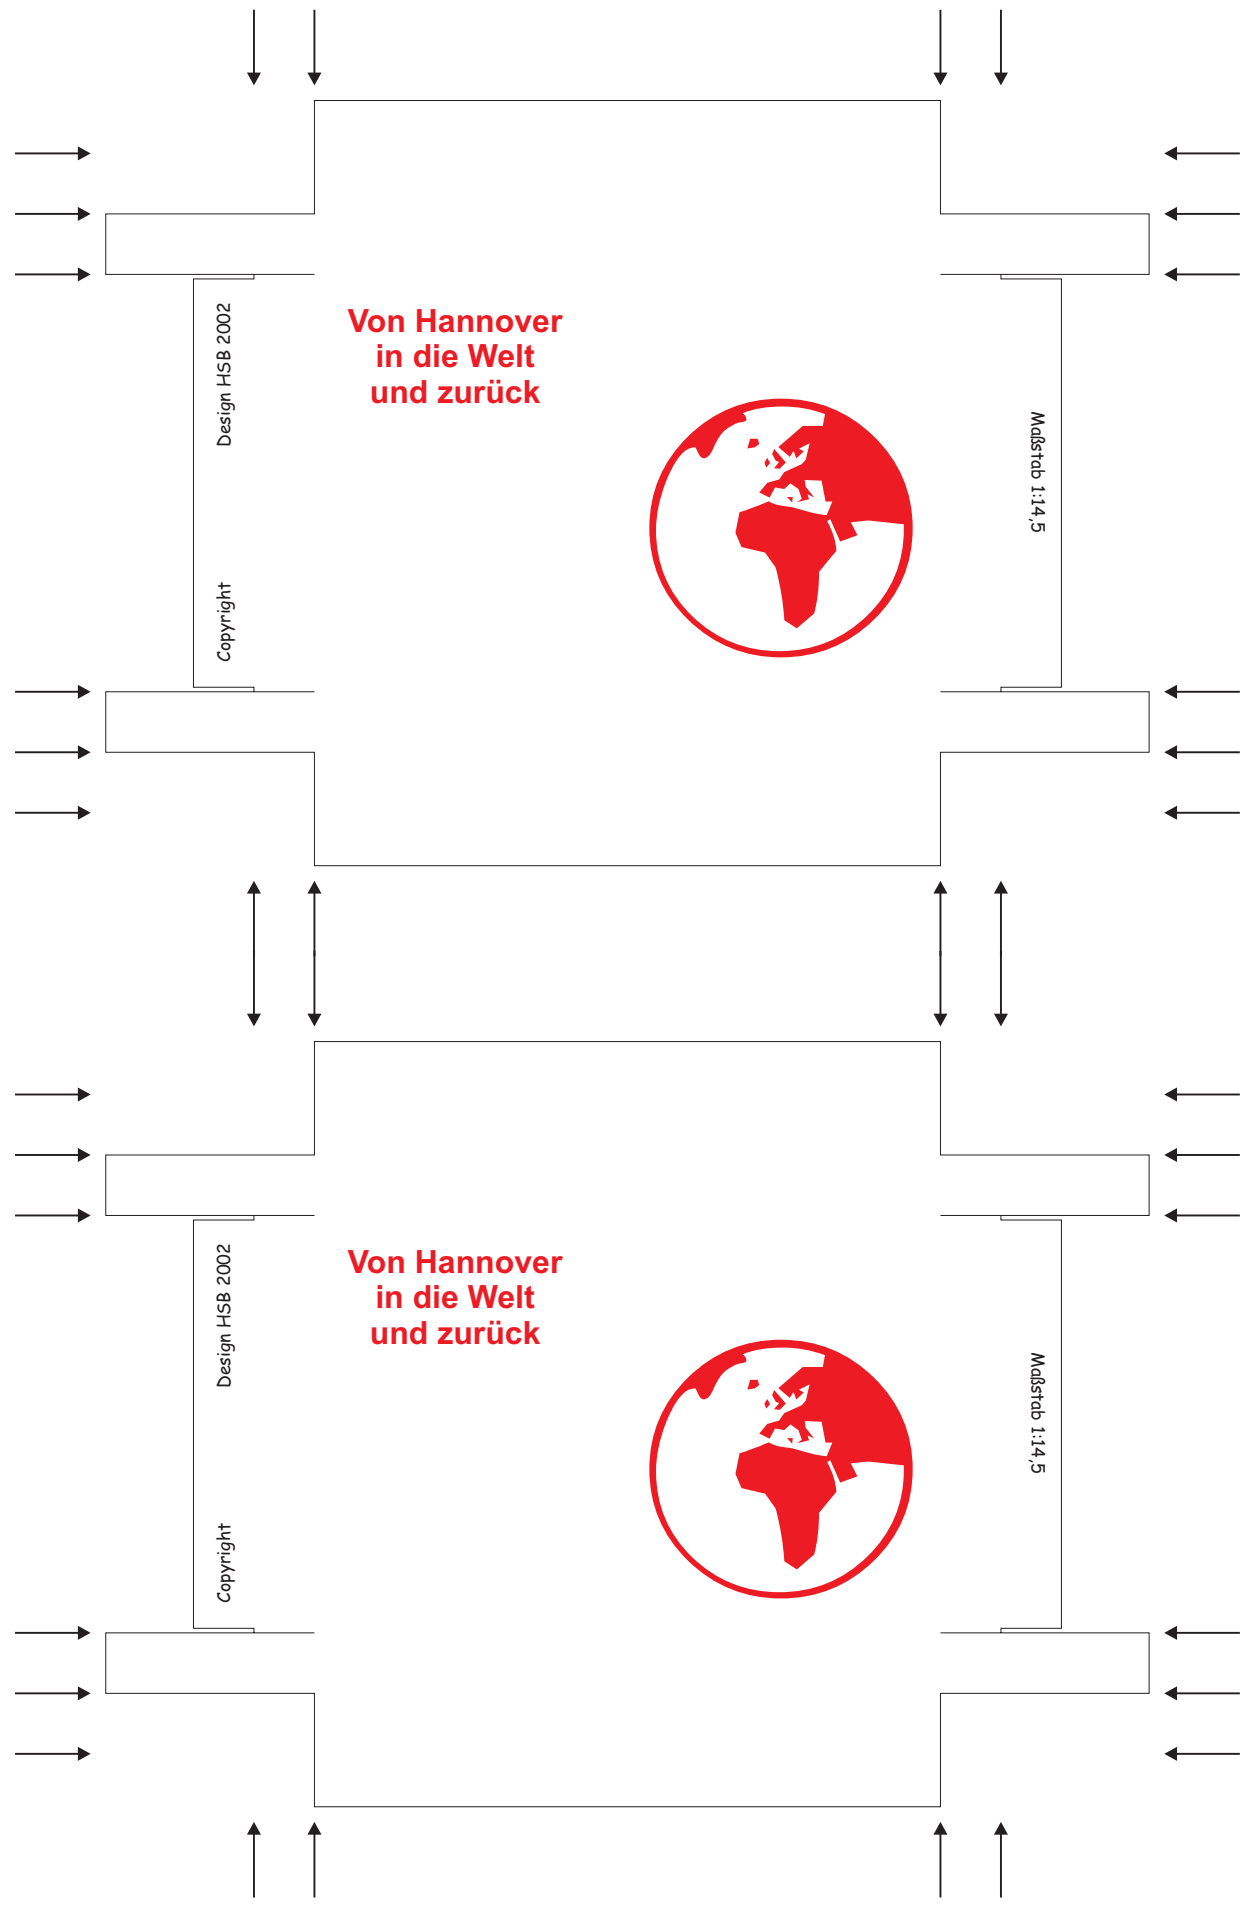 Design HSB 2002
Copyright
Von Hannover
in die Welt
und zurück
Maßstab 1:14,5
Design HSB 2002
Copyright
Von Hannover
in die Welt
und zurück
Maßstab 1:14,5